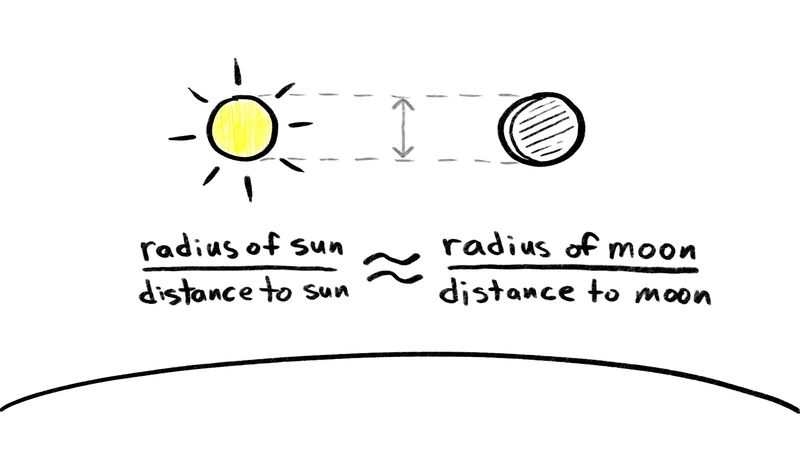 radius of sun
distance to sun
≈
radius of moon
distance to moon